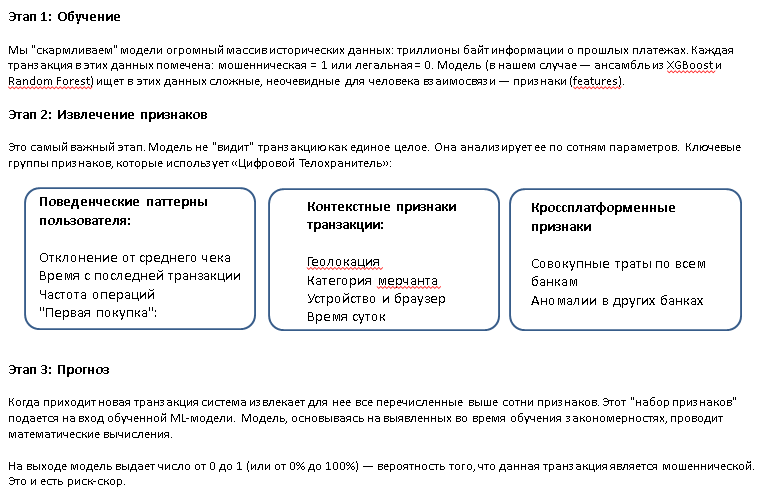 Этап 1: Обучение
Мы "скармливаем" модели огромный массив исторических данных: триллионы байт информации о прошлых платежах. Каждая
транзакция в этих данных помечена: мошенническая = 1 или легальная = 0. Модель (в нашем случае — ансамбль из XGBoost и
Random Forest) ищет в этих данных сложные, неочевидные для человека взаимосвязи — признаки (features).
Этап 2: Извлечение признаков
Это самый важный этап. Модель не "видит" транзакцию как единое целое. Она анализирует ее по сотням параметров. Ключевые
группы признаков, которые использует «Цифровой Телохранитель»:
Поведенческие паттерны
пользователя:
Отклонение от среднего чека
Время с последней транзакции
Частота операций
"Первая покупка":
Контекстные признаки
транзакции:
Геолокация
Категория мерчанта
Устройство и браузер
Время суток
Кроссплатформенные
признаки
Совокупные траты по всем
банкам
Аномалии в других банках
Этап 3: Прогноз
Когда приходит новая транзакция система извлекает для нее все перечисленные выше сотни признаков. Этот "набор признаков"
подается на вход обученной ML-модели. Модель, основываясь на выявленных во время обучения закономерностях, проводит
математические вычисления.
На выходе модель выдает число от 0 до 1 (или от 0% до 100%) — вероятность того, что данная транзакция является мошеннической.
Это и есть риск-скор.